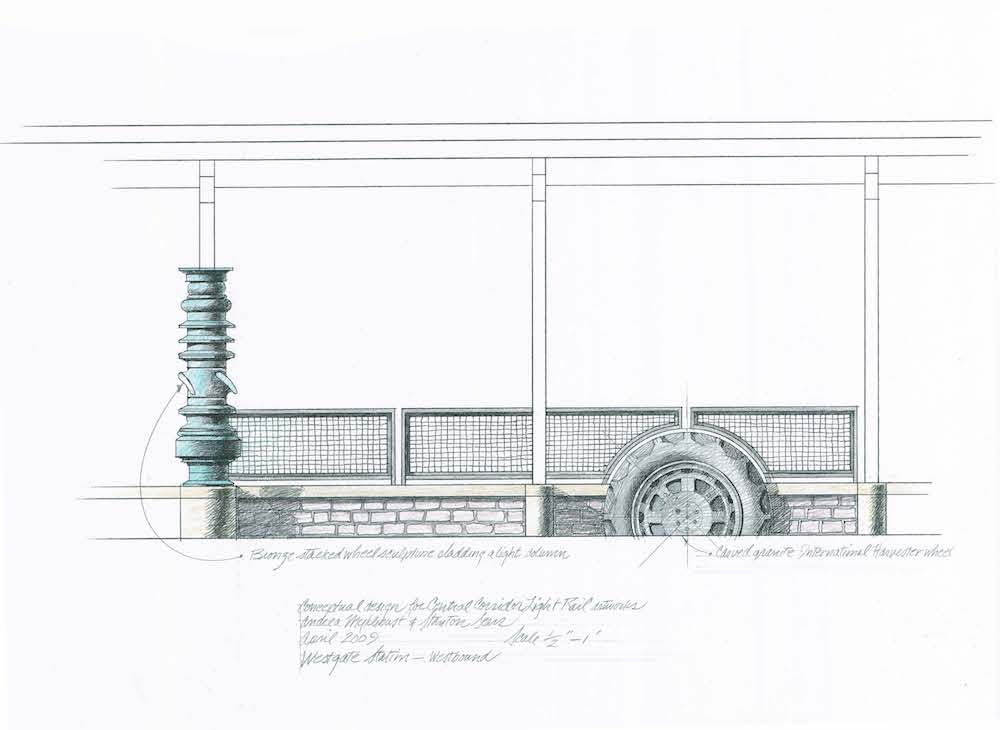 Bronze stacked wheel sculpture cladding a light column
Carved granite International Harvester wheel
Conceptual design for Central Corridor Light Rail artworks
Andrea Myklebust & Stanton Sears
April 2009 Scale ½" – 1'
Westgate Station – Westbound